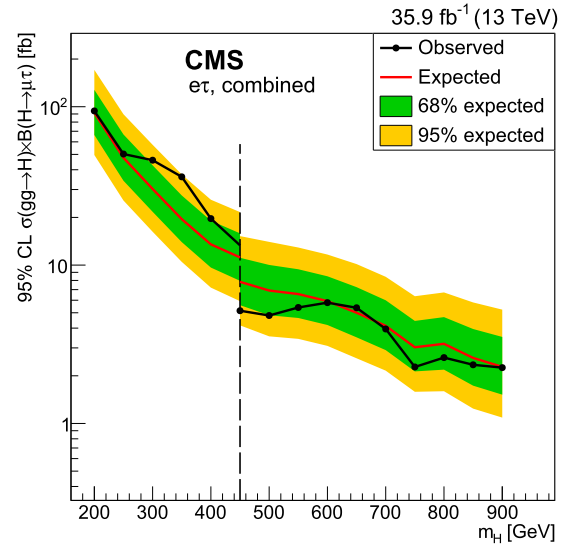 35.9 fb⁻¹ (13 TeV)
CMS
eτ, combined
Observed
Expected
68% expected
95% expected
95% CL σ(gg→H)×B(H→μτ) [fb]
10²
10
1
200 300 400 500 600 700 800 900
m_H [GeV]